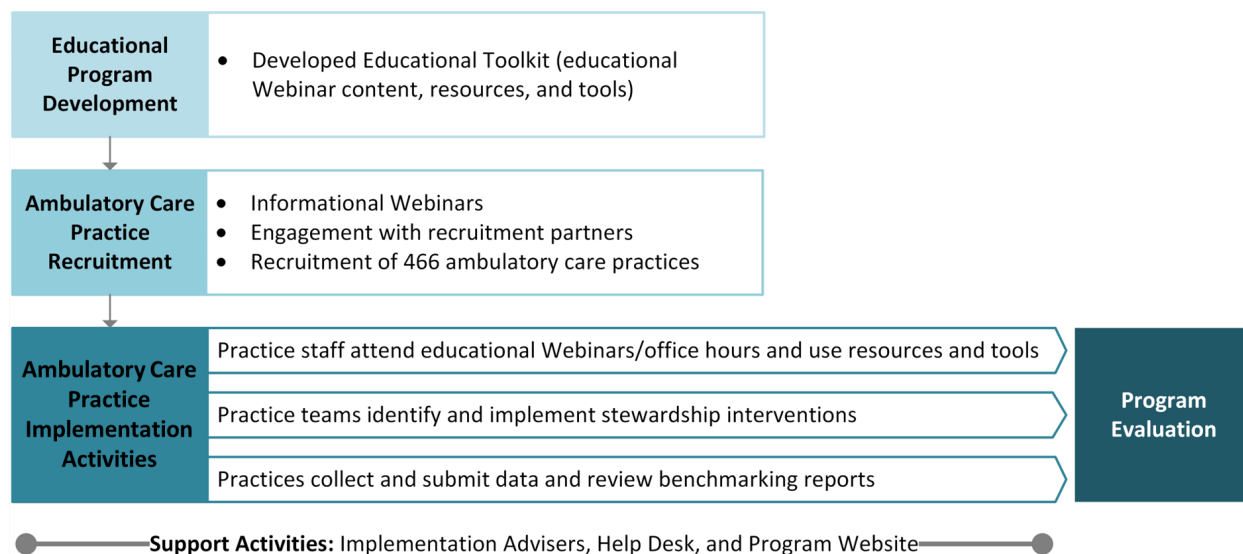 Educational
Program
Development
• Developed Educational Toolkit (educational
Webinar content, resources, and tools)
Ambulatory Care
Practice
Recruitment
• Informational Webinars
• Engagement with recruitment partners
• Recruitment of 466 ambulatory care practices
Ambulatory Care
Practice
Implementation
Activities
Practice staff attend educational Webinars/office hours and use resources and tools
Practice teams identify and implement stewardship interventions
Practices collect and submit data and review benchmarking reports
Program
Evaluation
Support Activities: Implementation Advisers, Help Desk, and Program Website